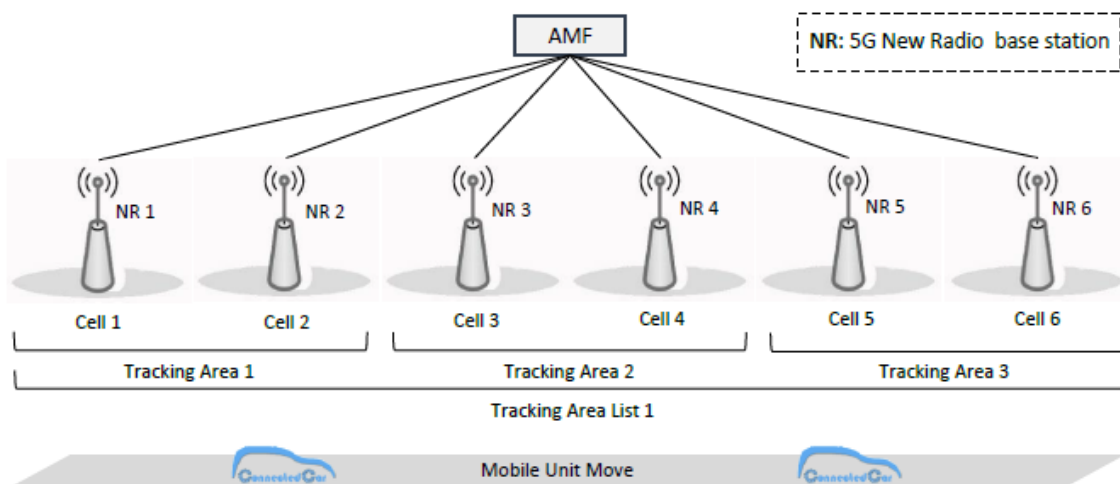 AMF
NR: 5G New Radio base station
NR 1
NR 2
NR 3
NR 4
NR 5
NR 6
Cell 1
Cell 2
Cell 3
Cell 4
Cell 5
Cell 6
Tracking Area 1
Tracking Area 2
Tracking Area 3
Tracking Area List 1
ConnectedCar
Mobile Unit Move
ConnectedCar